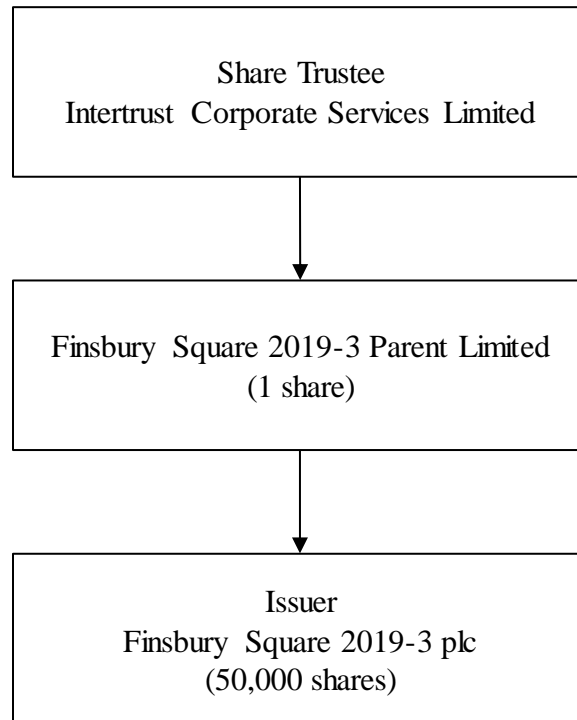 Share Trustee
Intertrust Corporate Services Limited
Finsbury Square 2019-3 Parent Limited
(1 share)
Issuer
Finsbury Square 2019-3 plc
(50,000 shares)